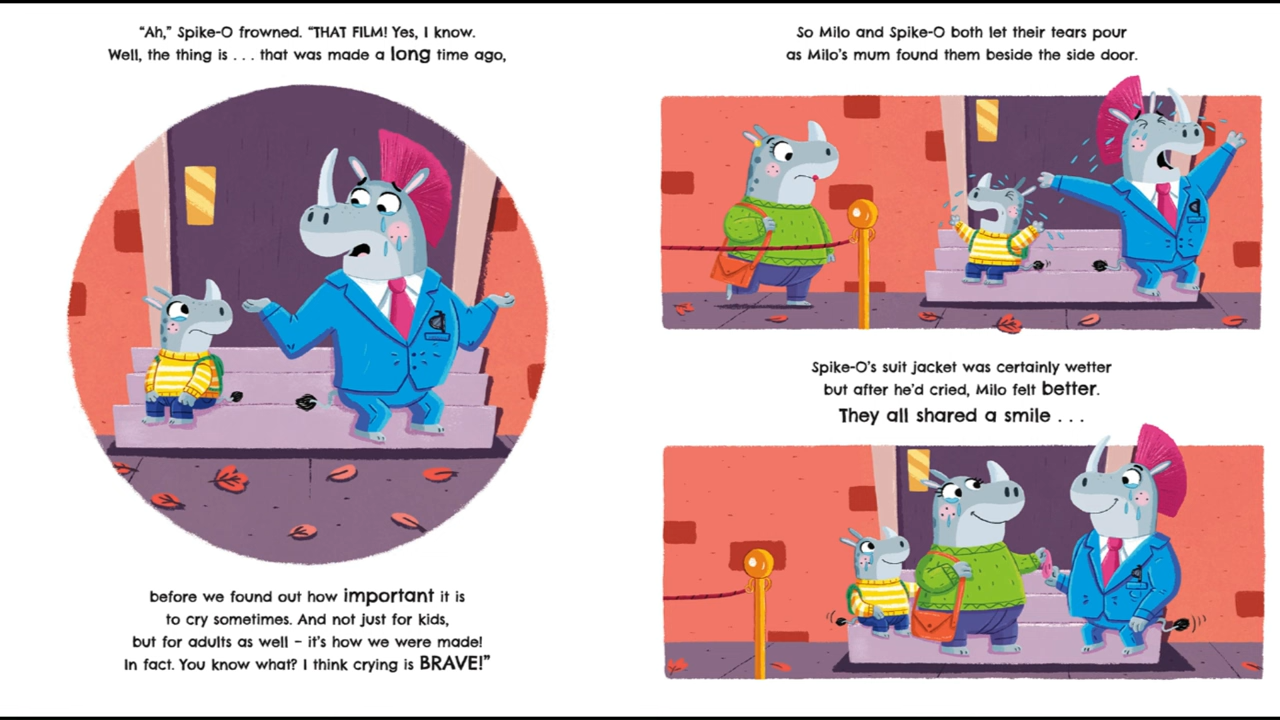 “Ah,” Spike-O frowned. “THAT FILM! Yes, I know.
Well, the thing is . . . that was made a long time ago,
before we found out how important it is
to cry sometimes. And not just for kids,
but for adults as well – it’s how we were made!
In fact. You know what? I think crying is BRAVE!”
So Milo and Spike-O both let their tears pour
as Milo’s mum found them beside the side door.
Spike-O’s suit jacket was certainly wetter
but after he’d cried, Milo felt better.
They all shared a smile . . .